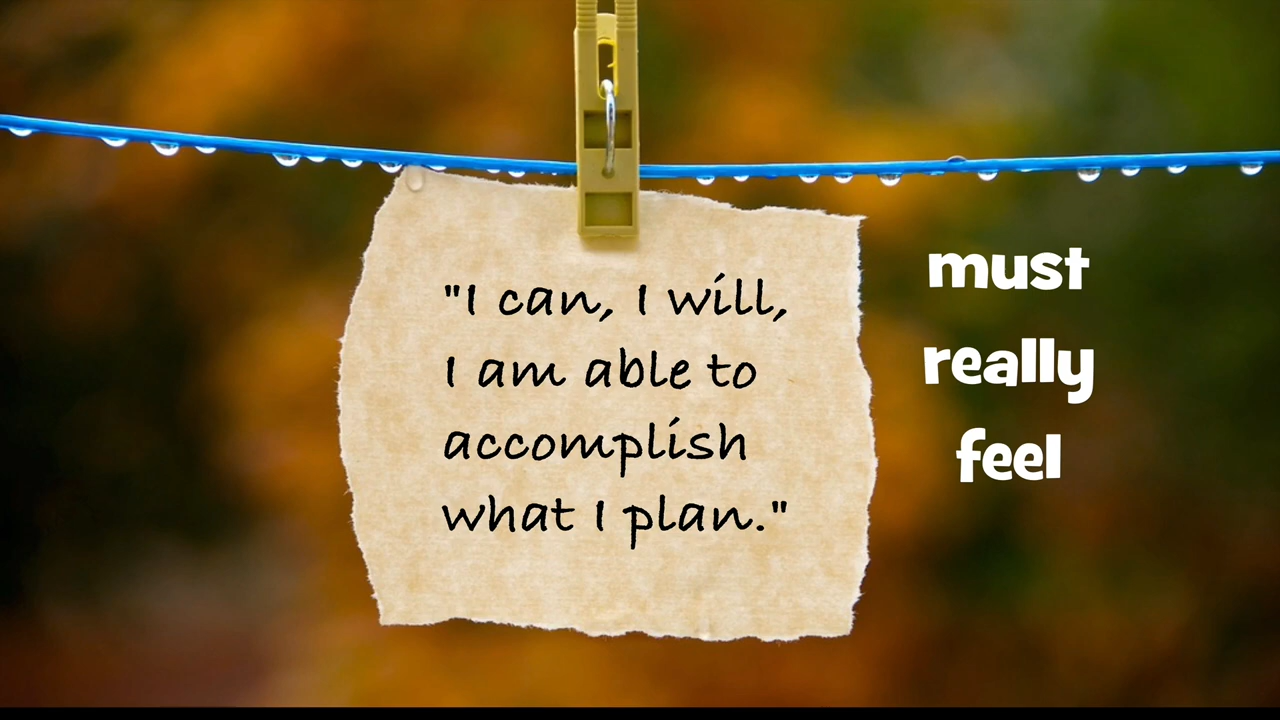 "I can, I will,
I am able to
accomplish
what I plan."
must
really
feel